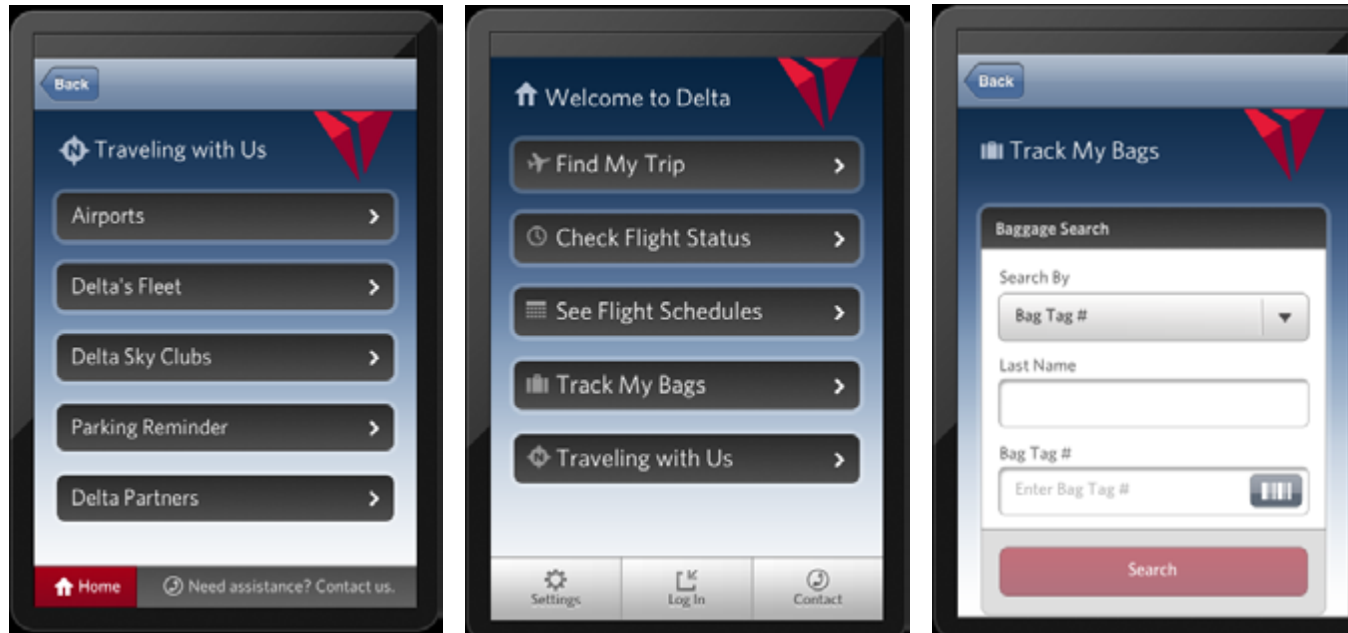 Back
Traveling with Us
Airports
Delta's Fleet
Delta Sky Clubs
Parking Reminder
Delta Partners
Home
Need assistance? Contact us.
Welcome to Delta
Find My Trip
Check Flight Status
See Flight Schedules
Track My Bags
Traveling with Us
Settings
Log In
Contact
Back
Track My Bags
Baggage Search
Search By
Bag Tag #
Last Name
Bag Tag #
Enter Bag Tag #
Search